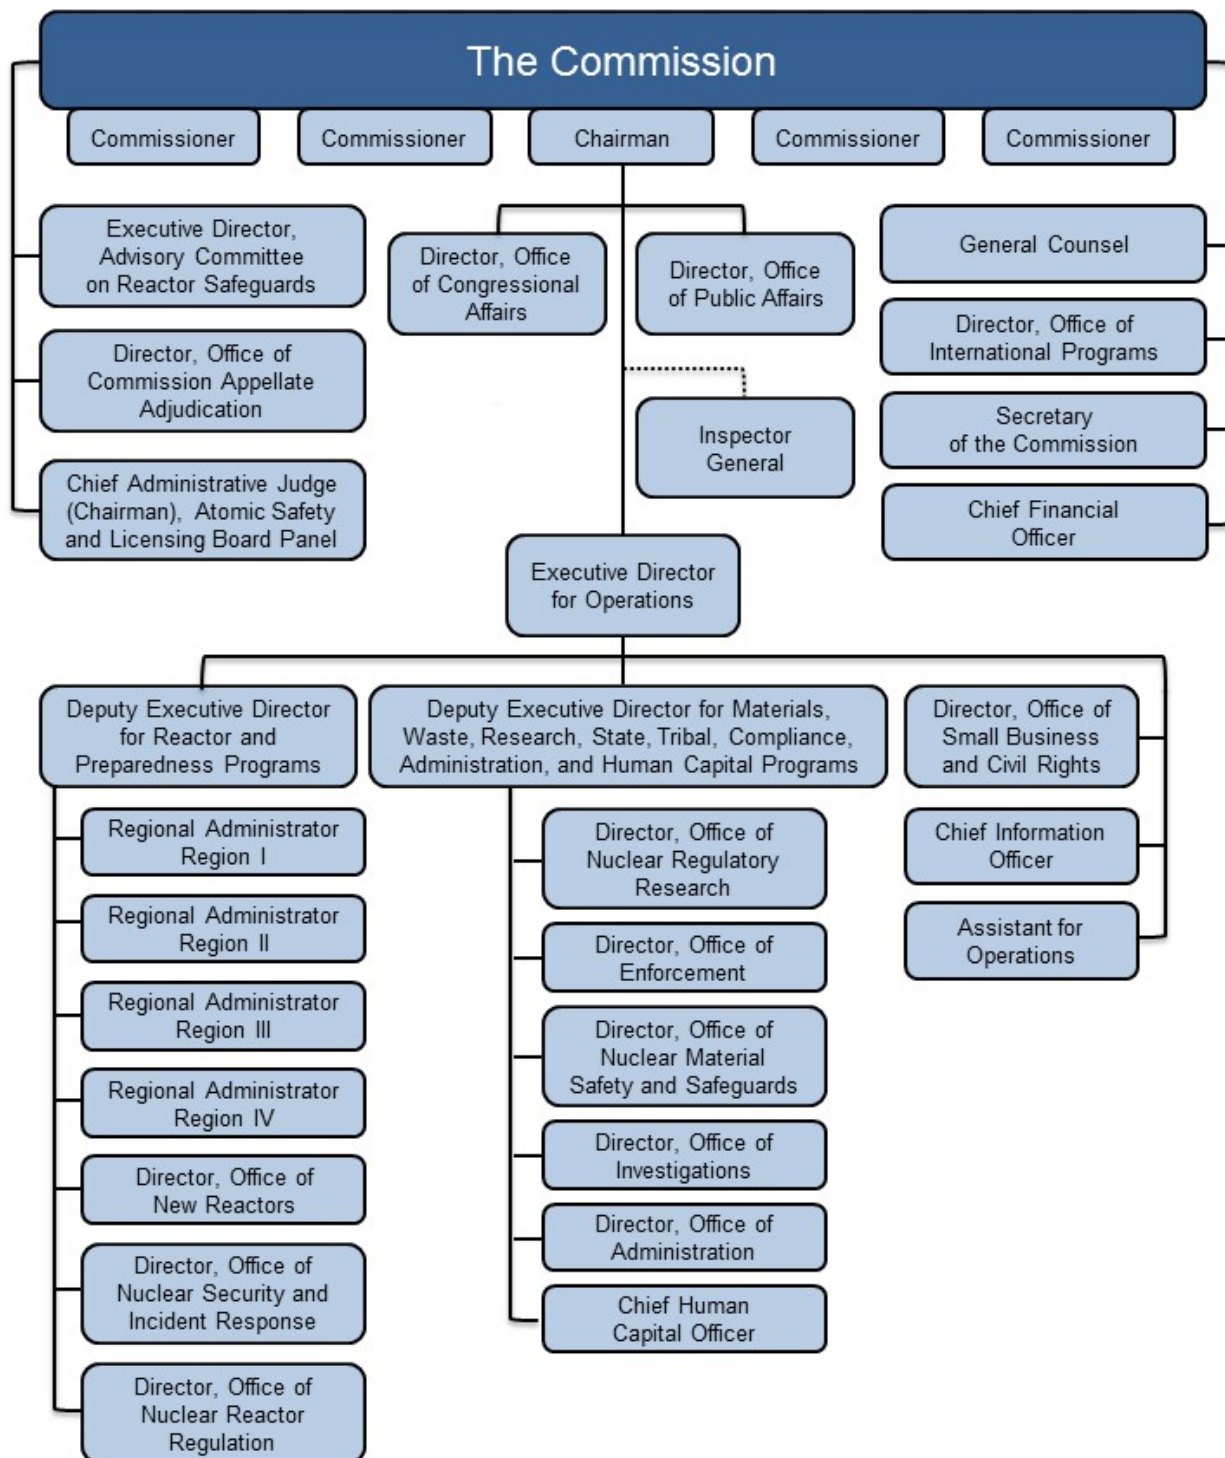 The Commission
Commissioner
Commissioner
Chairman
Commissioner
Commissioner
Executive Director,
Advisory Committee
on Reactor Safeguards
Director, Office of
Commission Appellate
Adjudication
Chief Administrative Judge
(Chairman), Atomic Safety
and Licensing Board Panel
Director, Office
of Congressional
Affairs
Director, Office
of Public Affairs
Inspector
General
General Counsel
Director, Office of
International Programs
Secretary
of the Commission
Chief Financial
Officer
Executive Director
for Operations
Deputy Executive Director
for Reactor and
Preparedness Programs
Regional Administrator
Region I
Regional Administrator
Region II
Regional Administrator
Region III
Regional Administrator
Region IV
Director, Office of
New Reactors
Director, Office of
Nuclear Security and
Incident Response
Director, Office of
Nuclear Reactor
Regulation
Deputy Executive Director for Materials,
Waste, Research, State, Tribal, Compliance,
Administration, and Human Capital Programs
Director, Office of
Nuclear Regulatory
Research
Director, Office of
Enforcement
Director, Office of
Nuclear Material
Safety and Safeguards
Director, Office of
Investigations
Director, Office of
Administration
Chief Human
Capital Officer
Director, Office of
Small Business
and Civil Rights
Chief Information
Officer
Assistant for
Operations